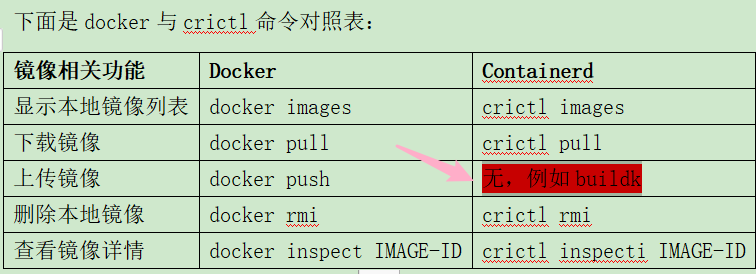 下面是 docker 与 crictl 命令对照表：
镜像相关功能 Docker Containerd
显示本地镜像列表 docker images crictl images
下载镜像 docker pull crictl pull
上传镜像 docker push 无，例如 buildk
删除本地镜像 docker rmi crictl rmi
查看镜像详情 docker inspect IMAGE-ID crictl inspecti IMAGE-ID